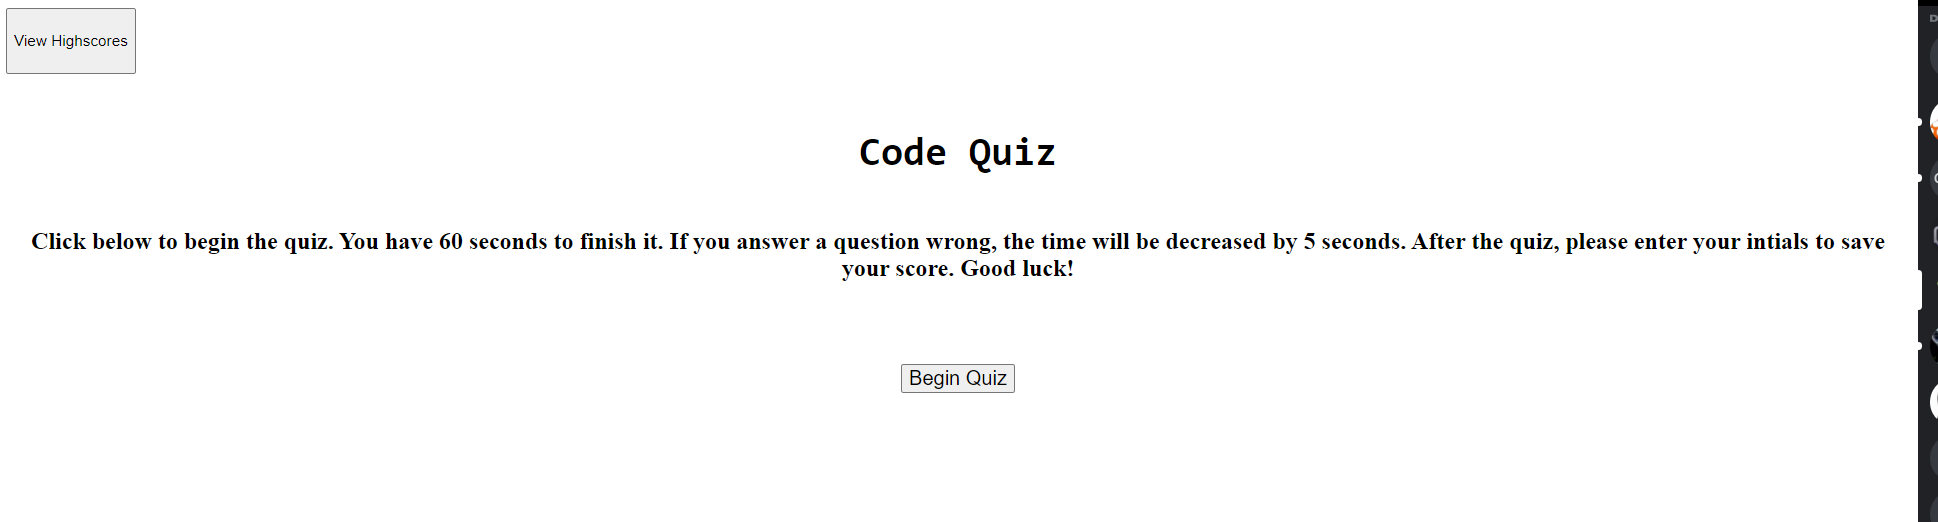 View Highscores
Code Quiz
Click below to begin the quiz. You have 60 seconds to finish it. If you answer a question wrong, the time will be decreased by 5 seconds. After the quiz, please enter your intials to save
your score. Good luck!
Begin Quiz